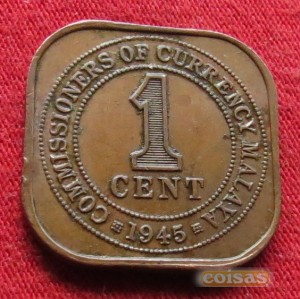 COMMISSIONERS OF CURRENCY MALAYA
1
CENT
1945
coisas